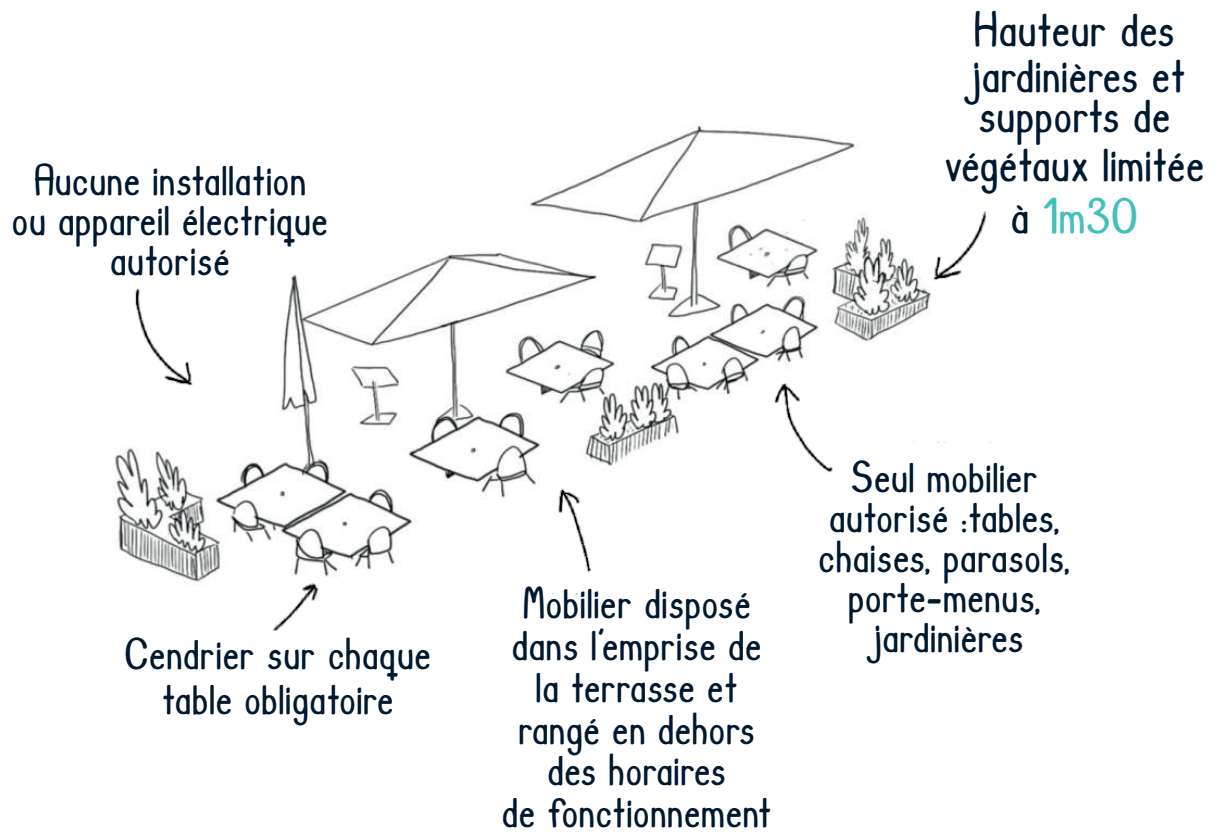 Hauteur des
jardinières et
supports de
végétaux limitée
à 1m30
Aucune installation
ou appareil électrique
autorisé
Seul mobilier
autorisé :tables,
chaises, parasols,
porte-menus,
jardinières
Mobilier disposé
dans l'emprise de
la terrasse et
rangé en dehors
des horaires
de fonctionnement
Cendrier sur chaque
table obligatoire